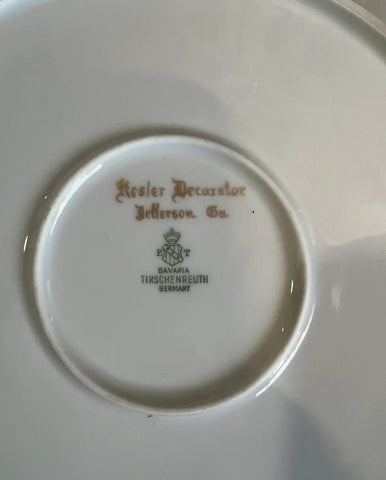 Kesler Decorator
Jefferson. Ga.
P T
BAVARIA
TIRSCHENREUTH
GERMANY